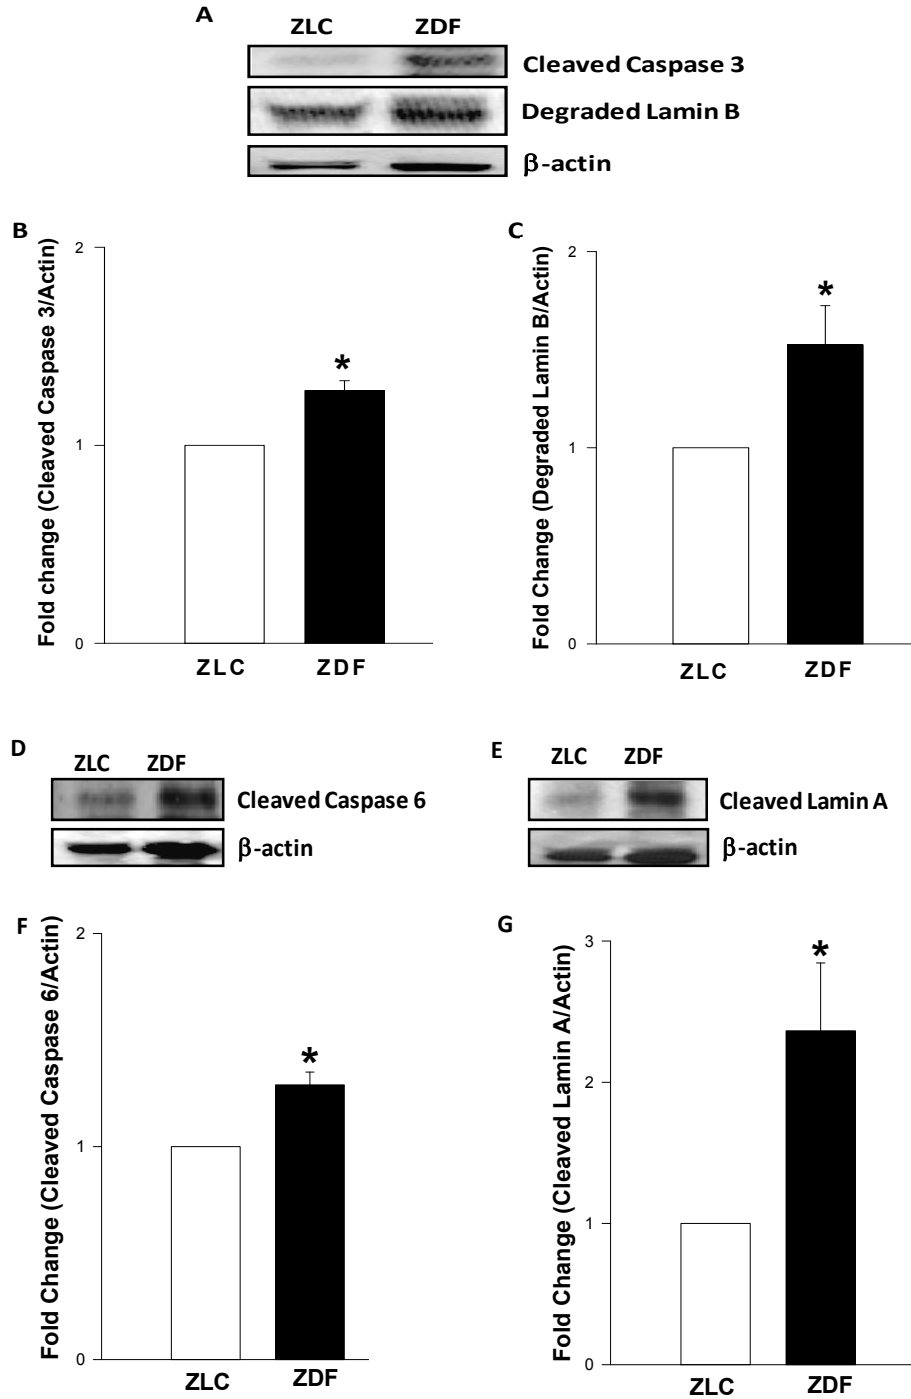 A
ZLC ZDF
Cleaved Caspase 3
Degraded Lamin B
β-actin
B
Fold change (Cleaved Caspase 3/Actin)
2
1
0
*
ZLC ZDF
C
Fold Change (Degraded Lamin B/Actin)
2
1
0
*
ZLC ZDF
D
ZLC ZDF
Cleaved Caspase 6
β-actin
E
ZLC ZDF
Cleaved Lamin A
β-actin
F
Fold Change (Cleaved Caspase 6/Actin)
2
1
0
*
ZLC ZDF
G
Fold Change (Cleaved Lamin A/Actin)
3
2
1
0
*
ZLC ZDF